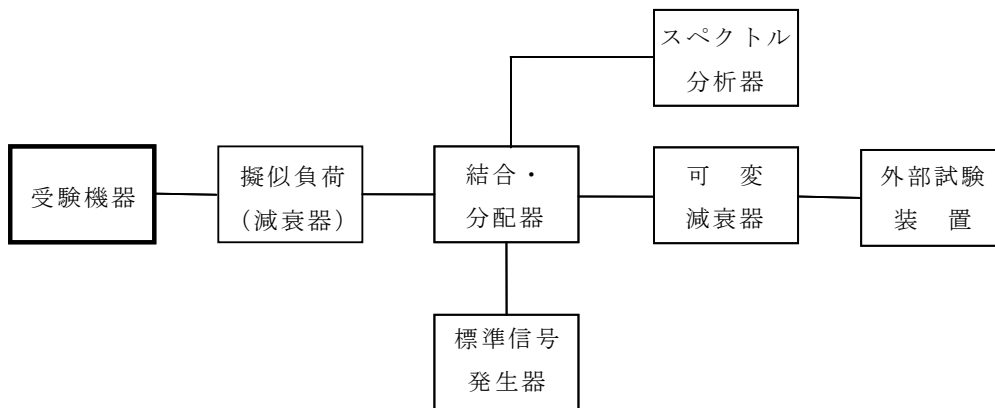 スペクトル
分析器
受験機器
擬似負荷
(減衰器)
結合・
分配器
可　変
減衰器
外部試験
装　置
標準信号
発生器